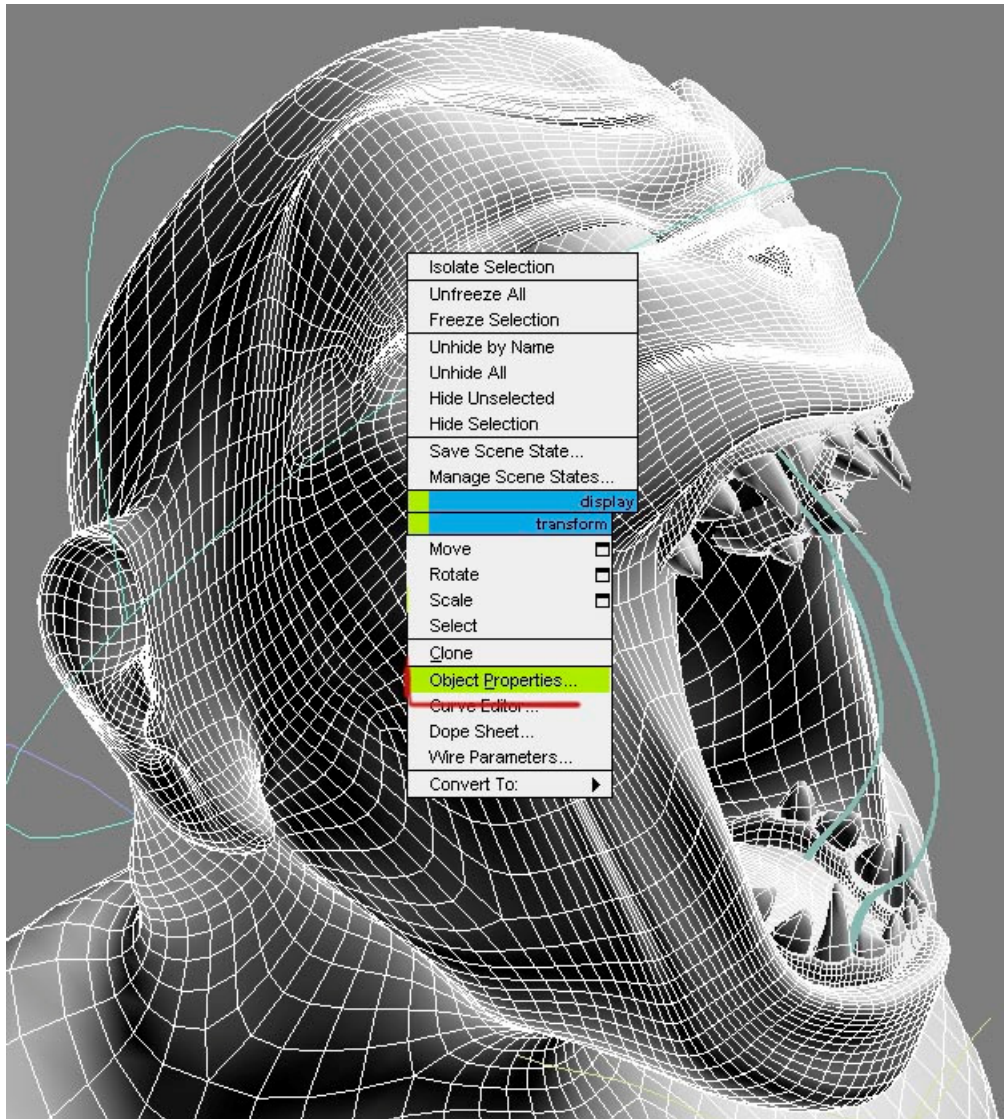 Isolate Selection
Unfreeze All
Freeze Selection
Unhide by Name
Unhide All
Hide Unselected
Hide Selection
Save Scene State...
Manage Scene States...
display
transform
Move
Rotate
Scale
Select
Clone
Object Properties...
Curve Editor...
Dope Sheet...
Wire Parameters...
Convert To: